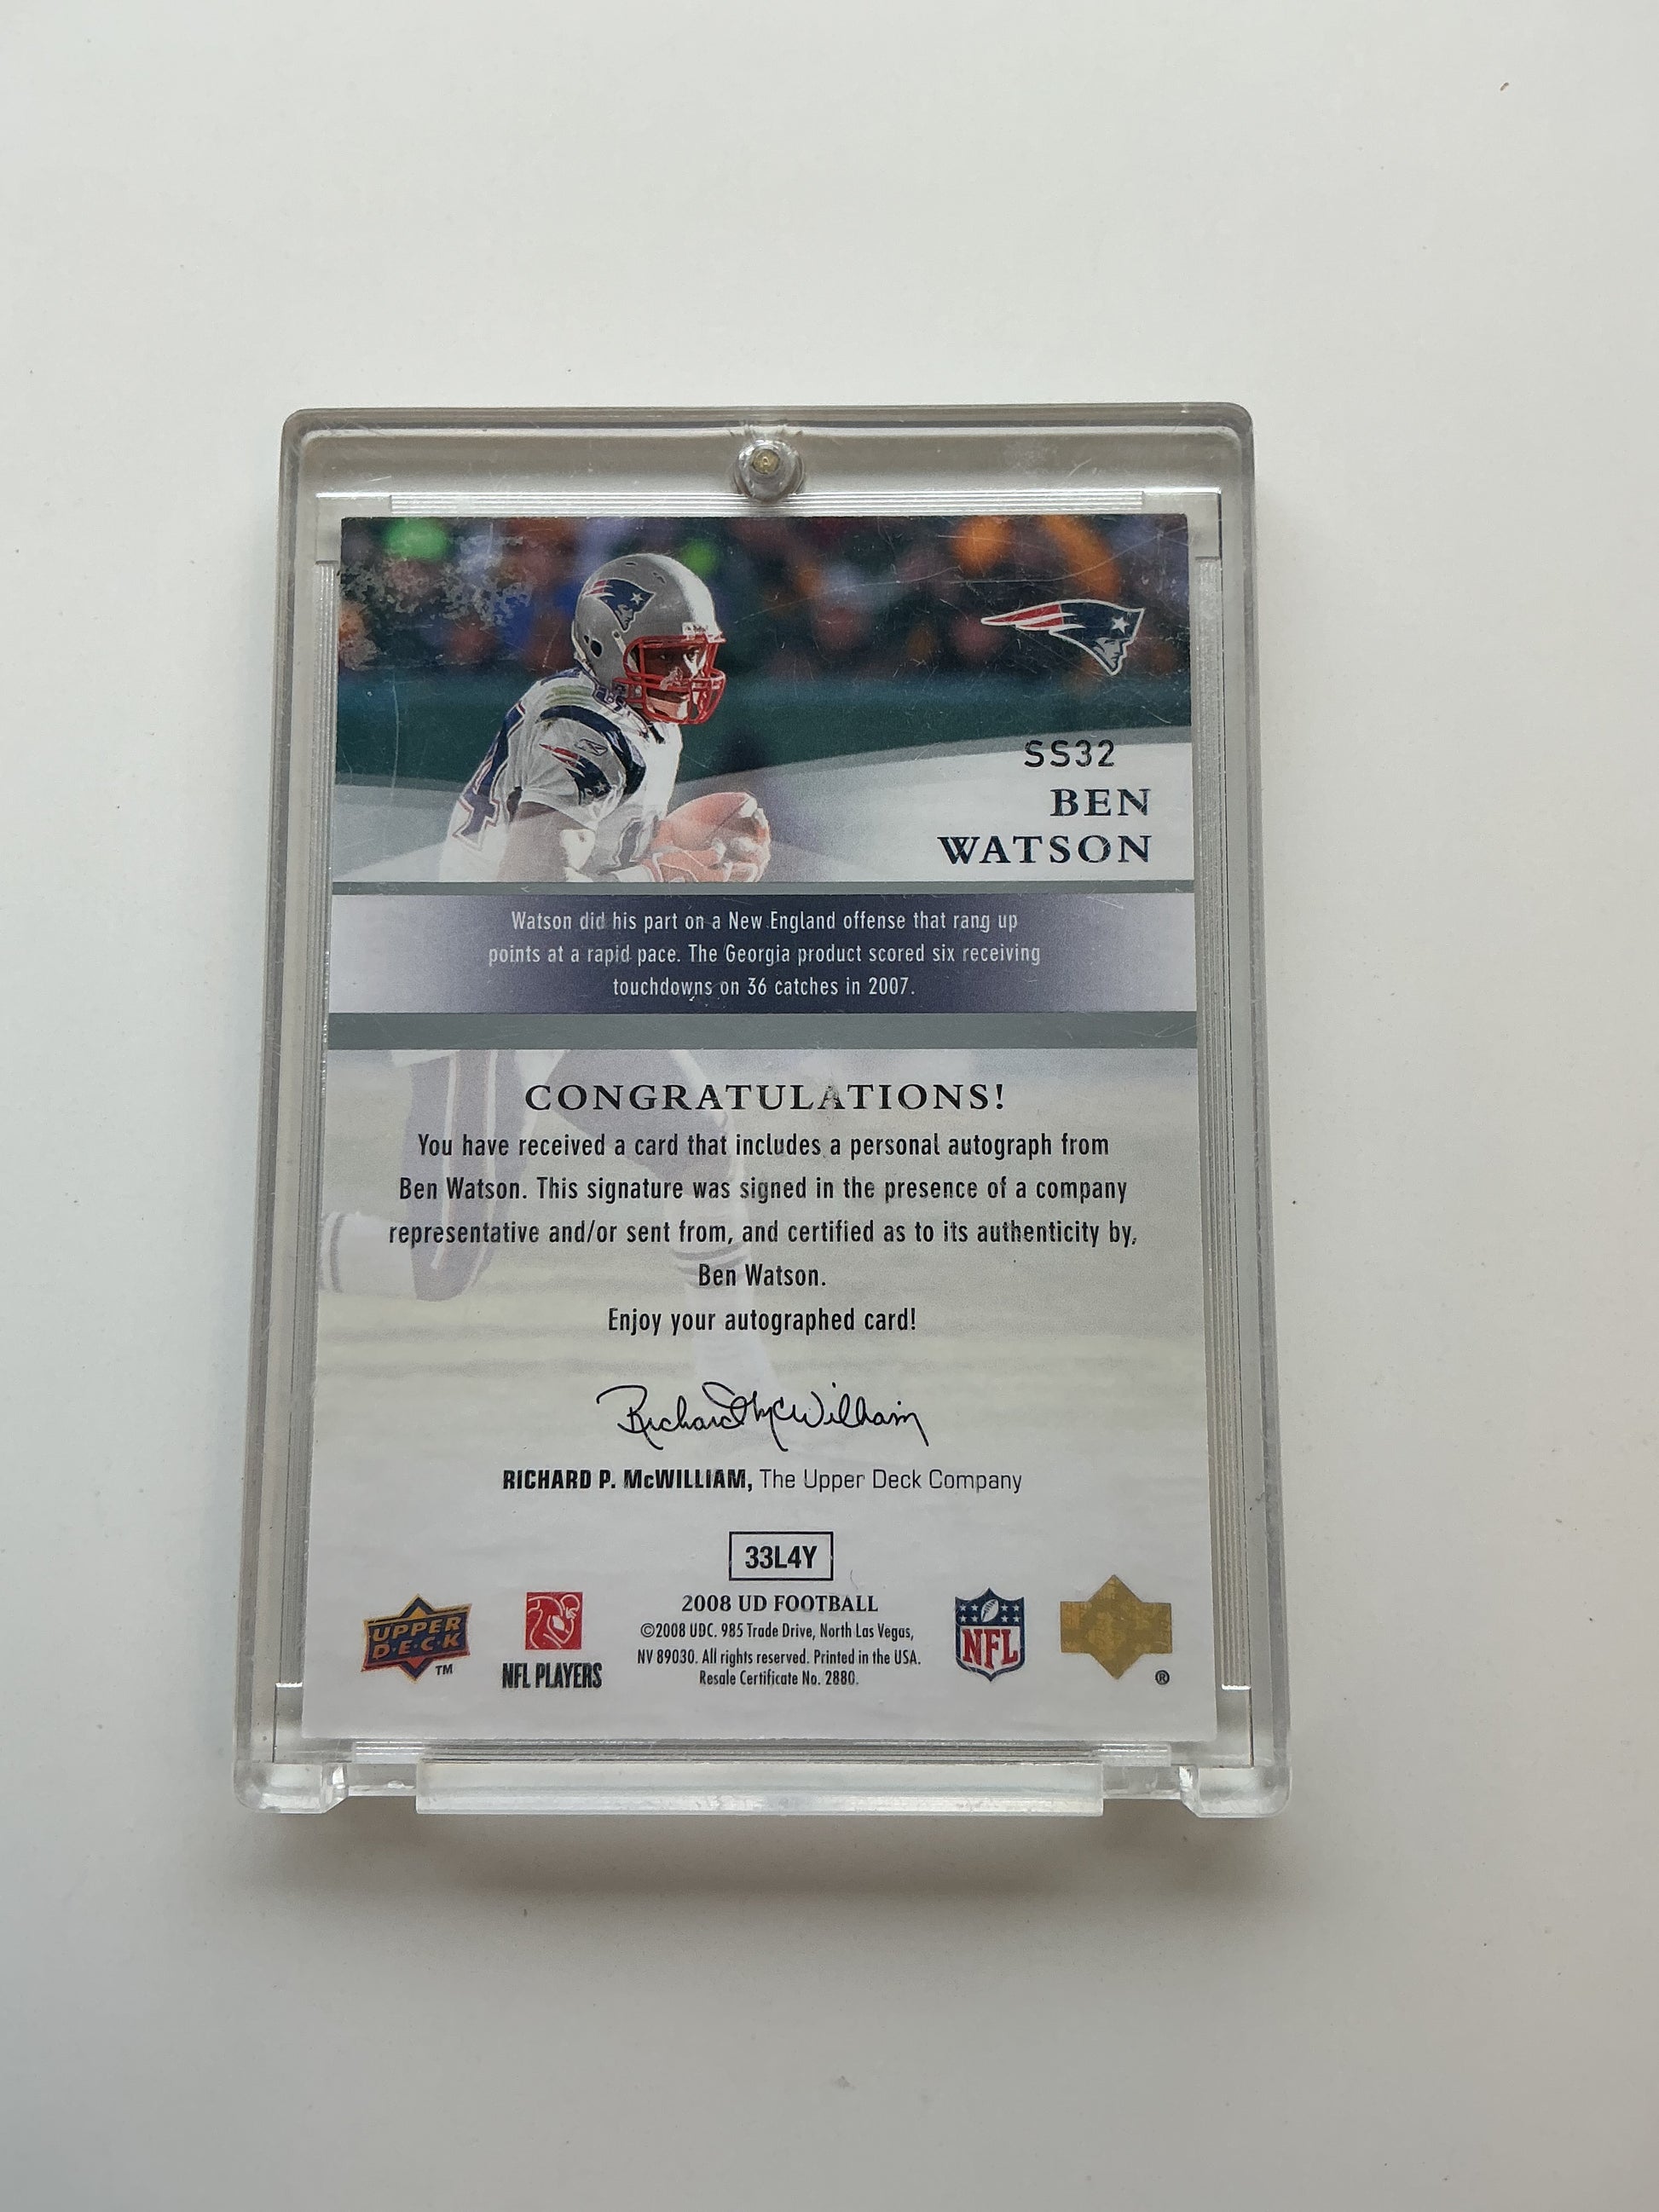 SS32
BEN
WATSON
4
Watson did his part on a New England offense that rang up
points at a rapid pace. The Georgia product scored six receiving
touchdowns on 36 catches in 2007.
CONGRATULATIONS!
You have received a card that includes a personal autograph from
Ben Watson. This signature was signed in the presence of a company
representative and/or sent from, and certified as to its authenticity by,
Ben Watson.
Enjoy your autographed card!
Richard McWilliam
RICHARD P. McWILLIAM, The Upper Deck Company
33L4Y
2008 UD FOOTBALL
©2008 UDC. 985 Trade Drive, North Las Vegas,
NV 89030. All rights reserved. Printed in the USA.
Resale Certificate No. 2880.
UPPER
D·E·C·K
TM
NFL PLAYERS
NFL
®